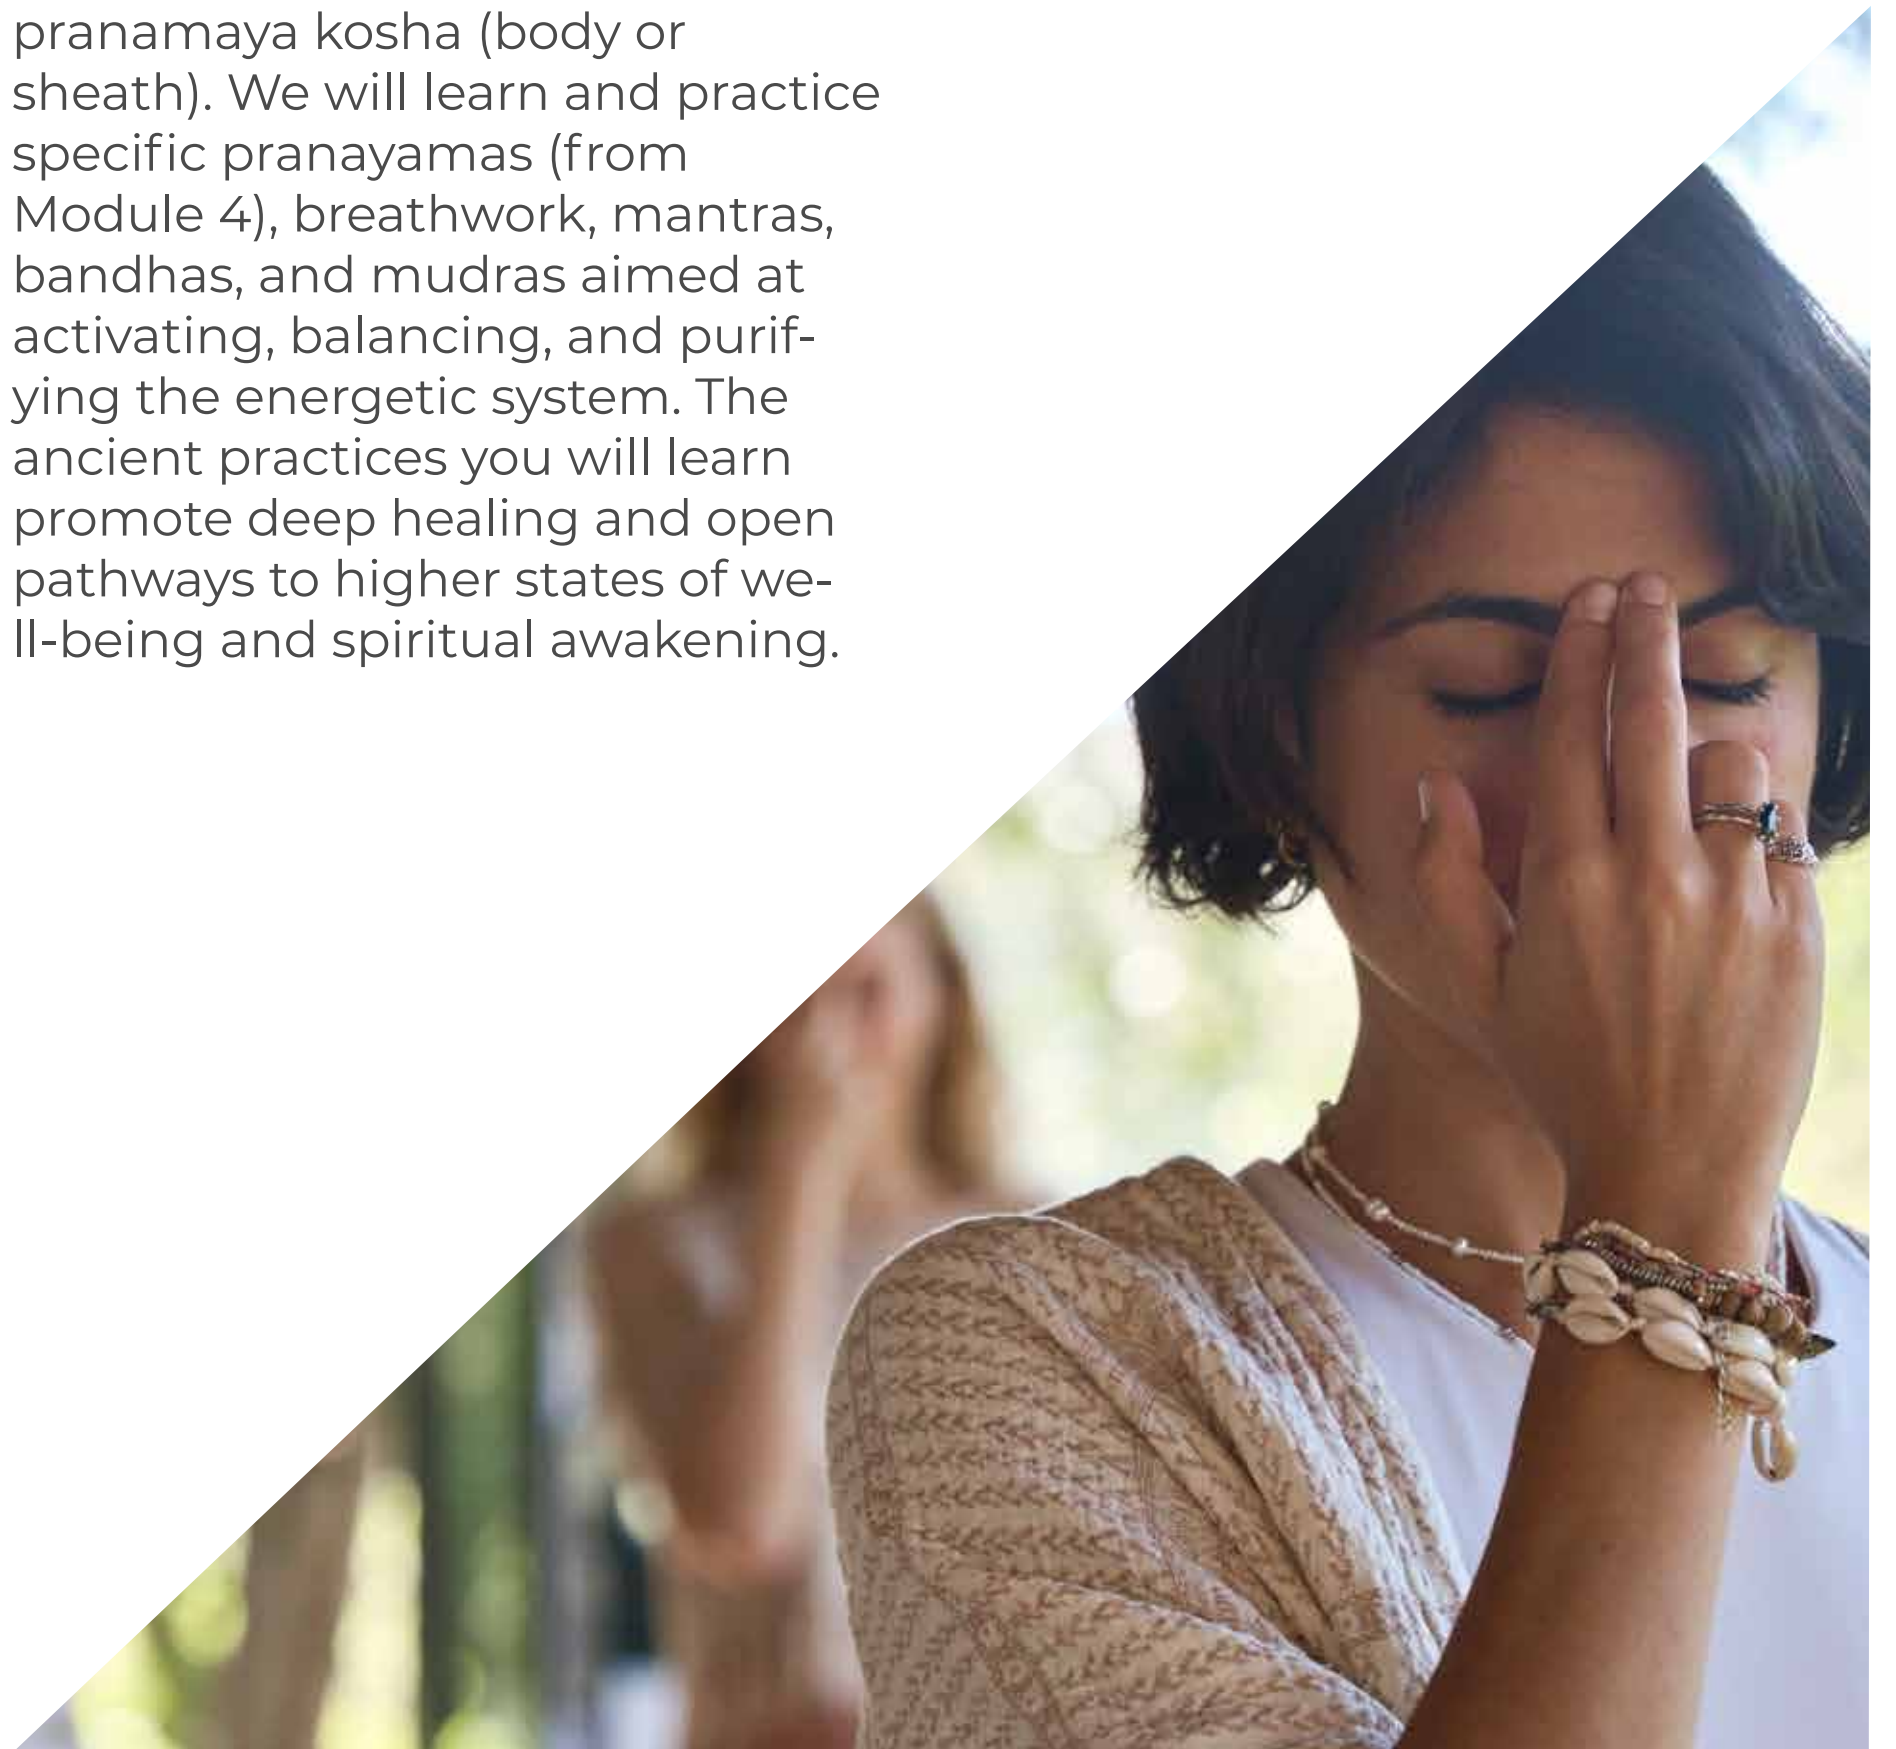 pranamaya kosha (body or
sheath). We will learn and practice
specific pranayamas (from
Module 4), breathwork, mantras,
bandhas, and mudras aimed at
activating, balancing, and purif-
ying the energetic system. The
ancient practices you will learn
promote deep healing and open
pathways to higher states of we-
ll-being and spiritual awakening.